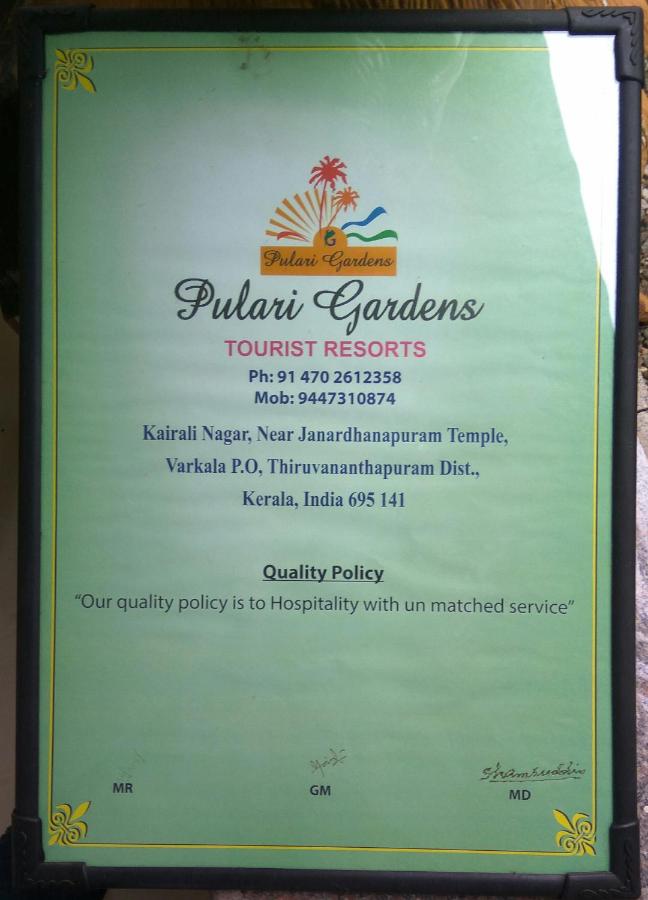 Pulari Gardens
Pulari Gardens
TOURIST RESORTS
Ph: 91 470 2612358
Mob: 9447310874
Kairali Nagar, Near Janardhanapuram Temple,
Varkala P.O, Thiruvananthapuram Dist.,
Kerala, India 695 141
Quality Policy
“Our quality policy is to Hospitality with un matched service”
Shamsuddin
MR
GM
MD